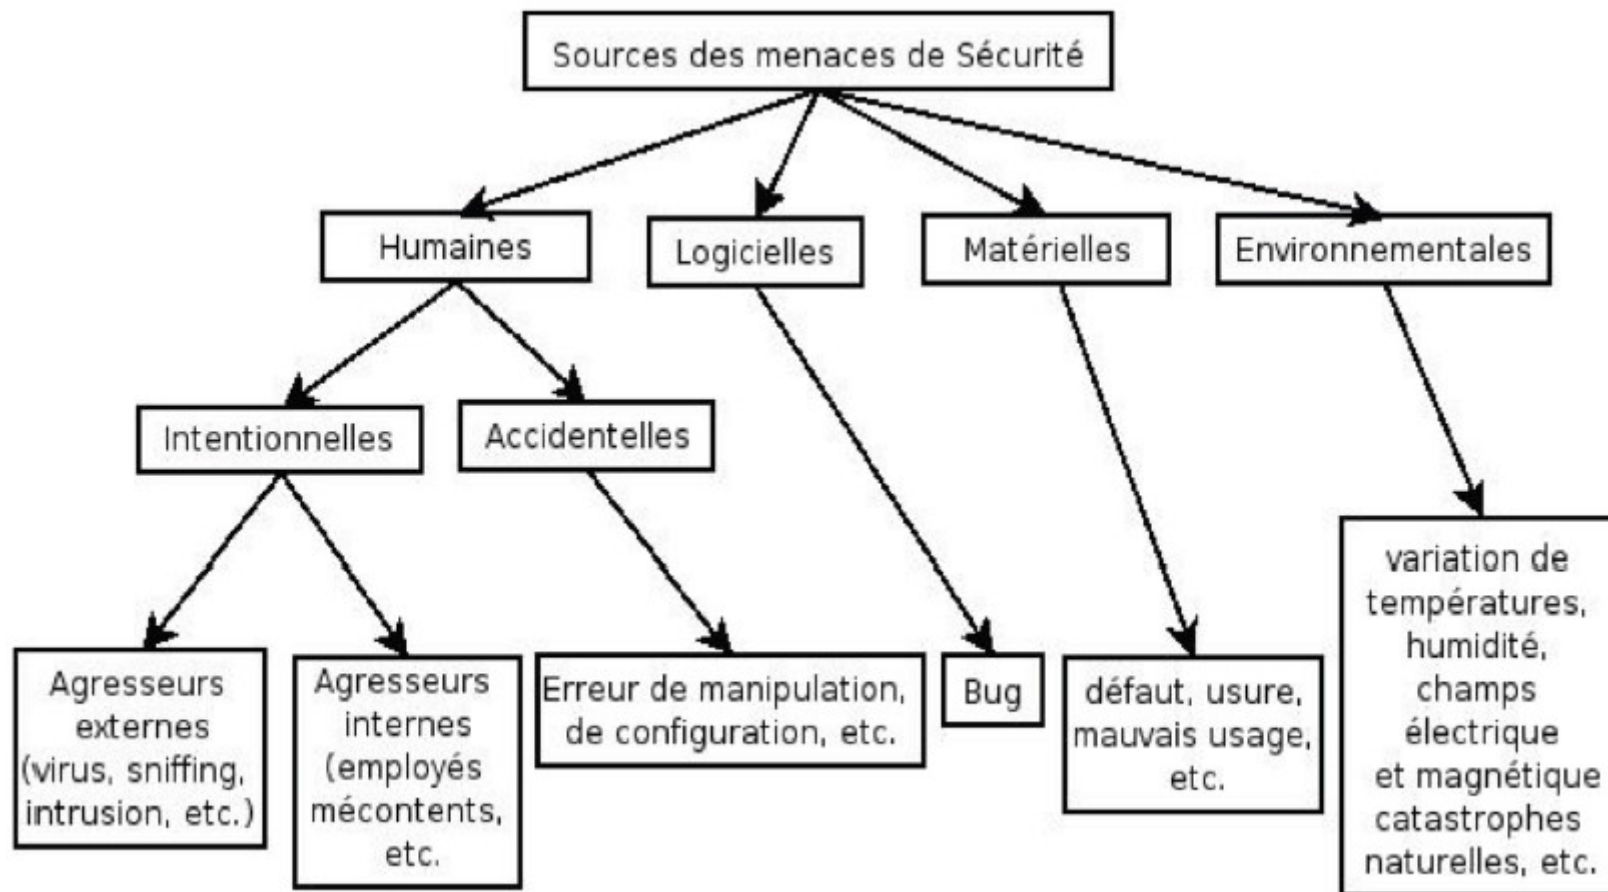 Sources des menaces de Sécurité
Humaines
Logicielles
Matérielles
Environnementales
Intentionnelles
Accidentelles
Agresseurs
externes
(virus, sniffing,
intrusion, etc.)
Agresseurs
internes
(employés
mécontents,
etc.
Erreur de manipulation,
de configuration, etc.
Bug
défaut, usure,
mauvais usage,
etc.
variation de
températures,
humidité,
champs
électrique
et magnétique
catastrophes
naturelles, etc.